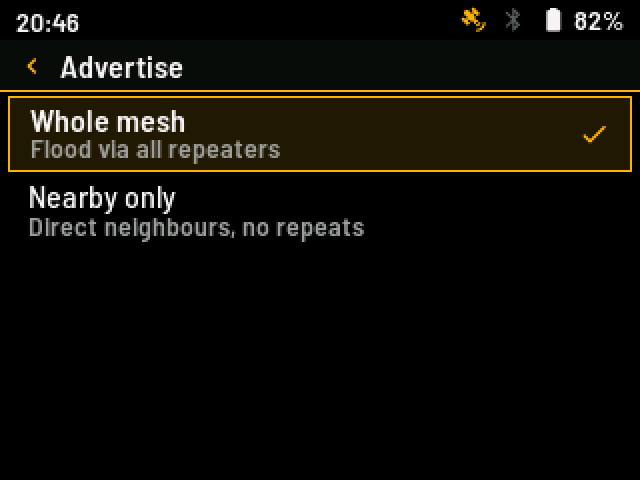 20:46
82%
Advertise
Whole mesh
Flood via all repeaters
Nearby only
Direct neighbours, no repeats